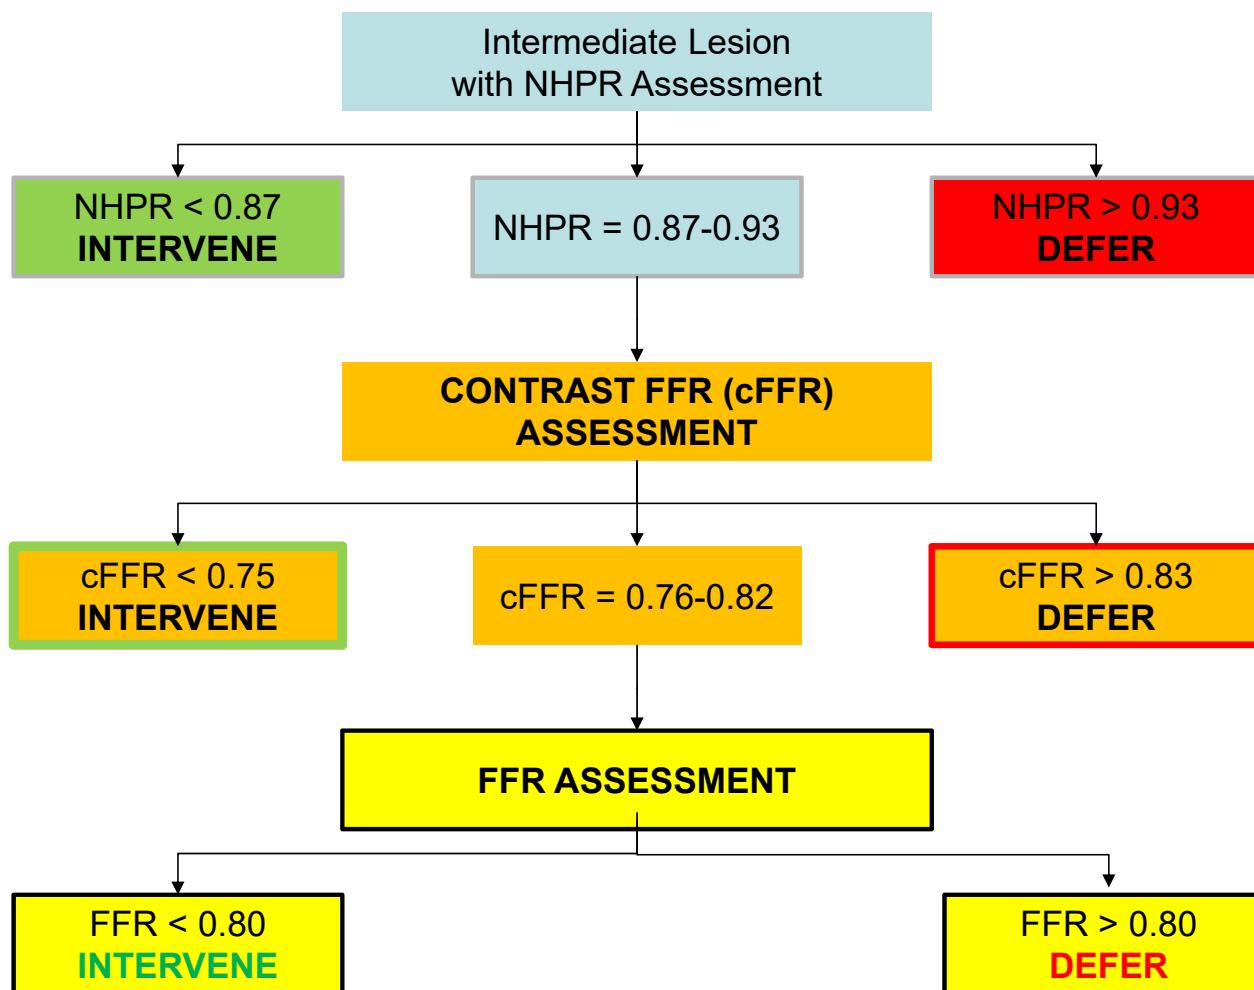 Intermediate Lesion
with NHPR Assessment
NHPR < 0.87
INTERVENE
NHPR = 0.87-0.93
NHPR > 0.93
DEFER
CONTRAST FFR (cFFR)
ASSESSMENT
cFFR < 0.75
INTERVENE
cFFR = 0.76-0.82
cFFR > 0.83
DEFER
FFR ASSESSMENT
FFR < 0.80
INTERVENE
FFR > 0.80
DEFER